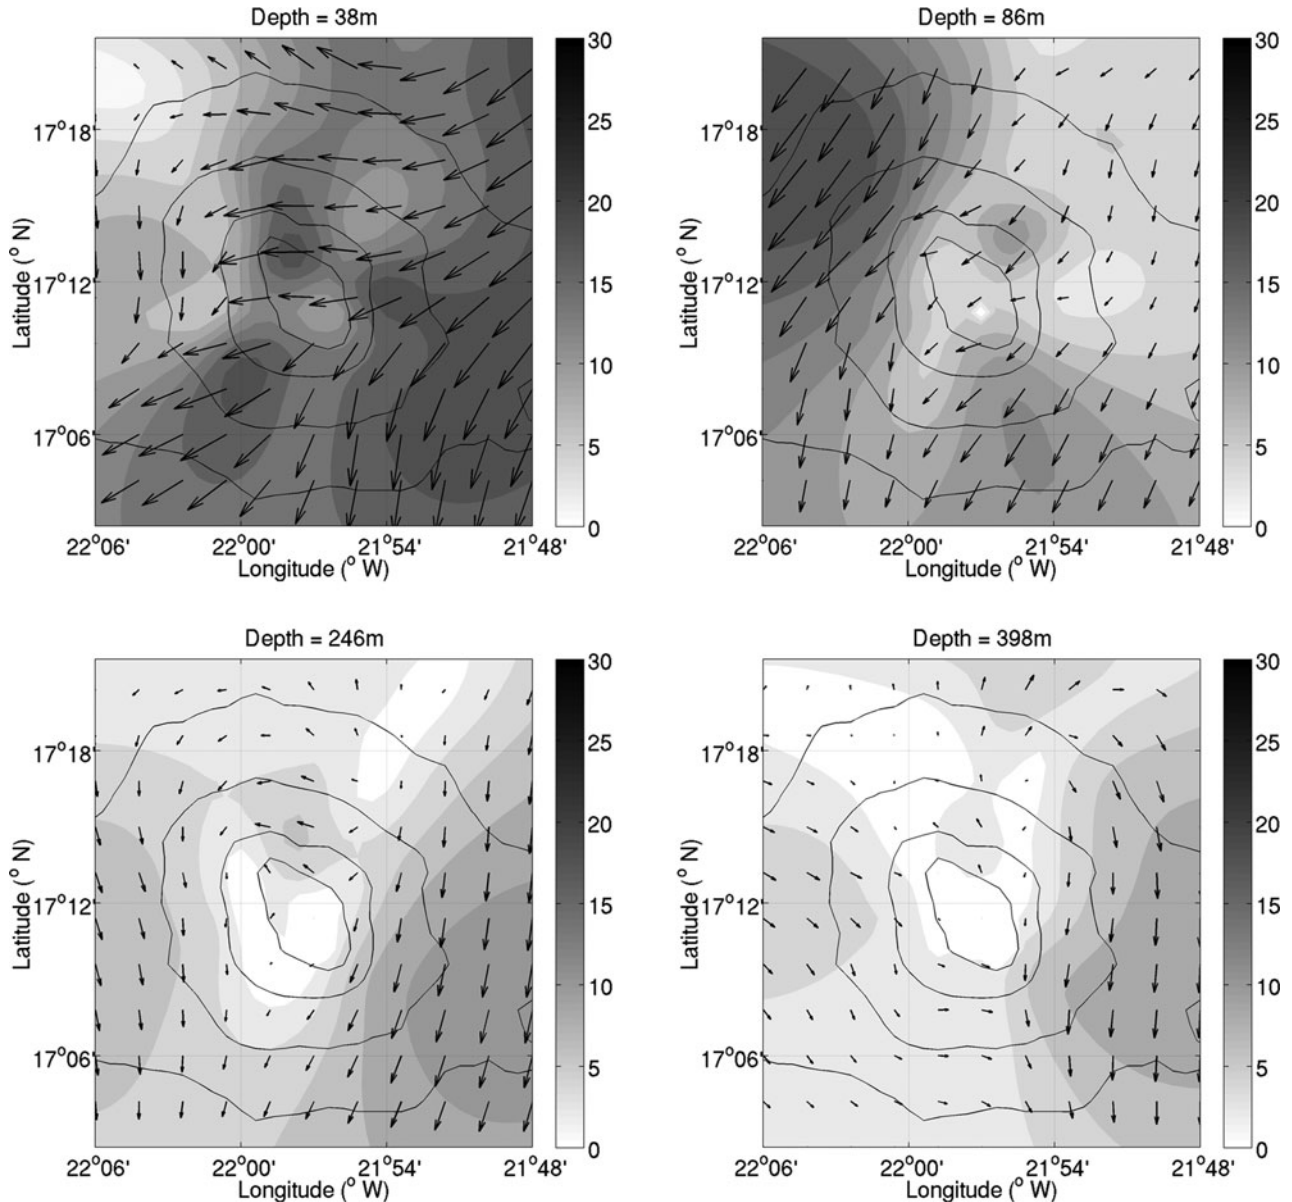 Depth = 38m
30
25
20
15
10
5
0
17°18'
17°12'
17°06'
Latitude (° N)
22°06' 22°00' 21°54' 21°48'
Longitude (° W)
Depth = 86m
30
25
20
15
10
5
0
17°18'
17°12'
17°06'
Latitude (° N)
22°06' 22°00' 21°54' 21°48'
Longitude (° W)
Depth = 246m
30
25
20
15
10
5
0
17°18'
17°12'
17°06'
Latitude (° N)
22°06' 22°00' 21°54' 21°48'
Longitude (° W)
Depth = 398m
30
25
20
15
10
5
0
17°18'
17°12'
17°06'
Latitude (° N)
22°06' 22°00' 21°54' 21°48'
Longitude (° W)